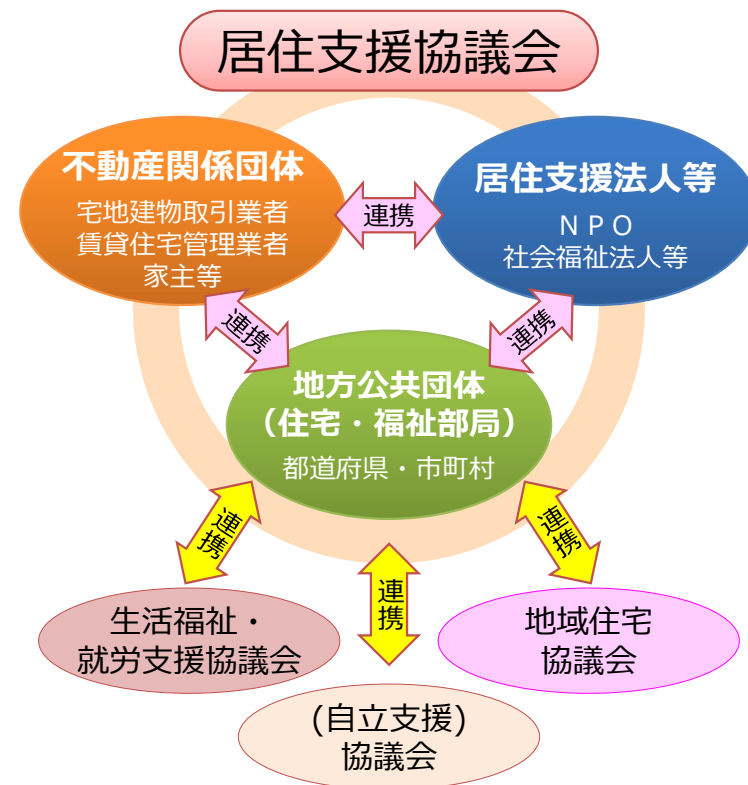 居住支援協議会
不動産関係団体
宅地建物取引業者
賃貸住宅管理業者
家主等
連携
居住支援法人等
ＮＰＯ
社会福祉法人等
連携
連携
地方公共団体
（住宅・福祉部局）
都道府県・市町村
連携
連携
連携
生活福祉・
就労支援協議会
(自立支援)
協議会
地域住宅
協議会